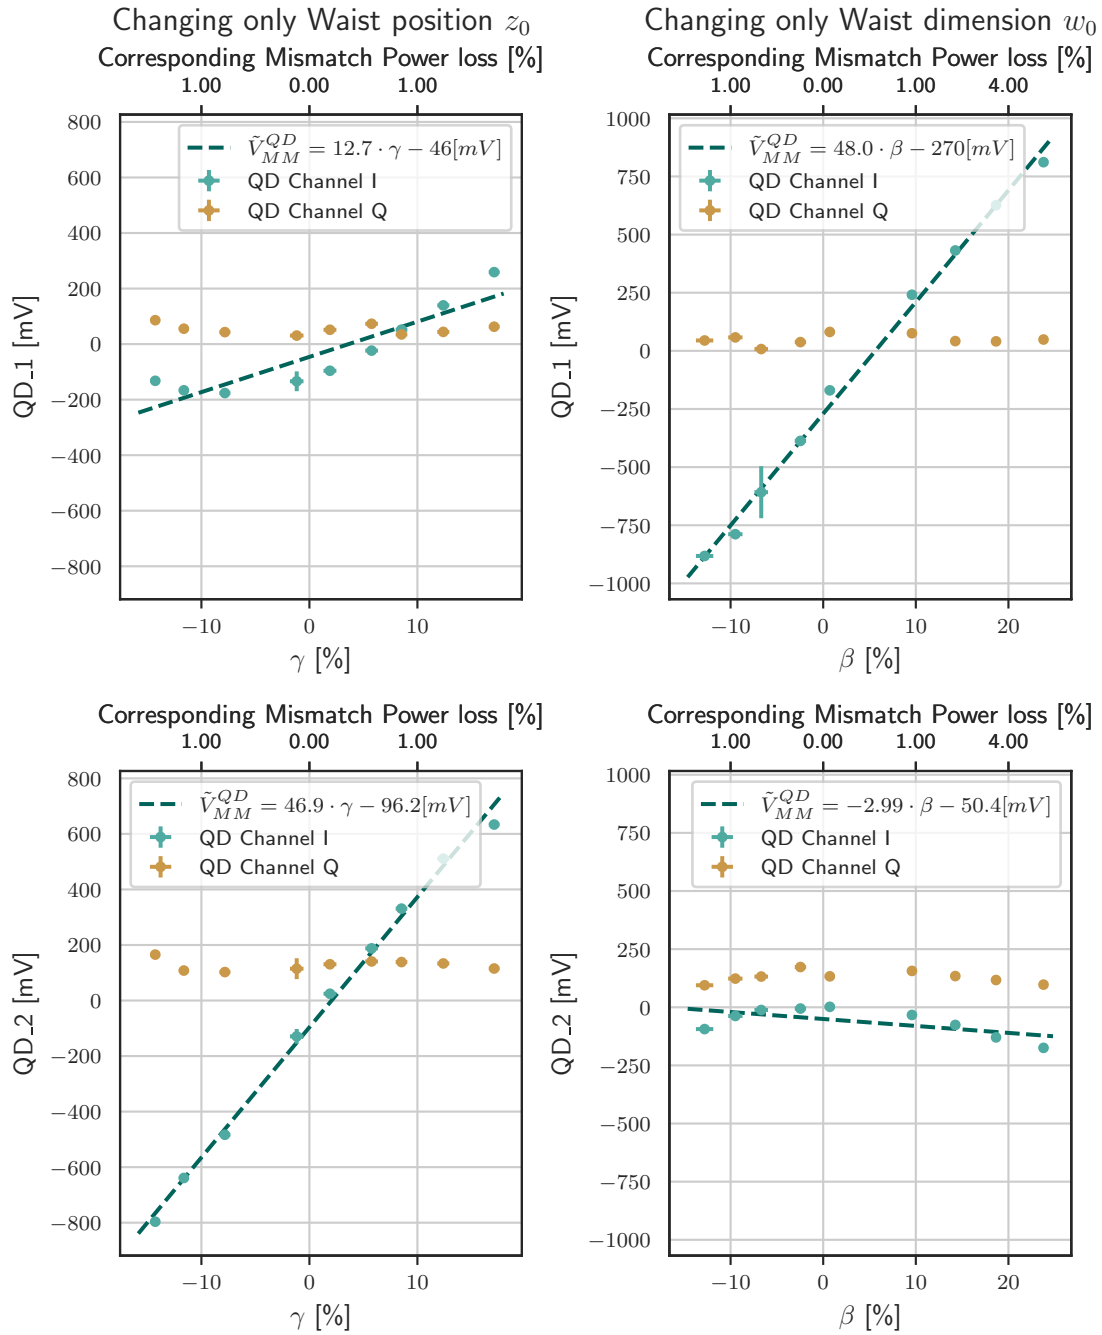 Changing only Waist position z₀
Corresponding Mismatch Power loss [%]
1.00 0.00 1.00
800
600
400
200
0
−200
−400
−600
−800
QD_1 [mV]
Ṽ_MM^QD = 12.7 · γ − 46[mV]
QD Channel I
QD Channel Q
−10 0 10
γ [%]
Changing only Waist dimension w₀
Corresponding Mismatch Power loss [%]
1.00 0.00 1.00 4.00
1000
750
500
250
0
−250
−500
−750
−1000
QD_1 [mV]
Ṽ_MM^QD = 48.0 · β − 270[mV]
QD Channel I
QD Channel Q
−10 0 10 20
β [%]
Corresponding Mismatch Power loss [%]
1.00 0.00 1.00
800
600
400
200
0
−200
−400
−600
−800
QD_2 [mV]
Ṽ_MM^QD = 46.9 · γ − 96.2[mV]
QD Channel I
QD Channel Q
−10 0 10
γ [%]
Corresponding Mismatch Power loss [%]
1.00 0.00 1.00 4.00
1000
750
500
250
0
−250
−500
−750
−1000
QD_2 [mV]
Ṽ_MM^QD = −2.99 · β − 50.4[mV]
QD Channel I
QD Channel Q
−10 0 10 20
β [%]